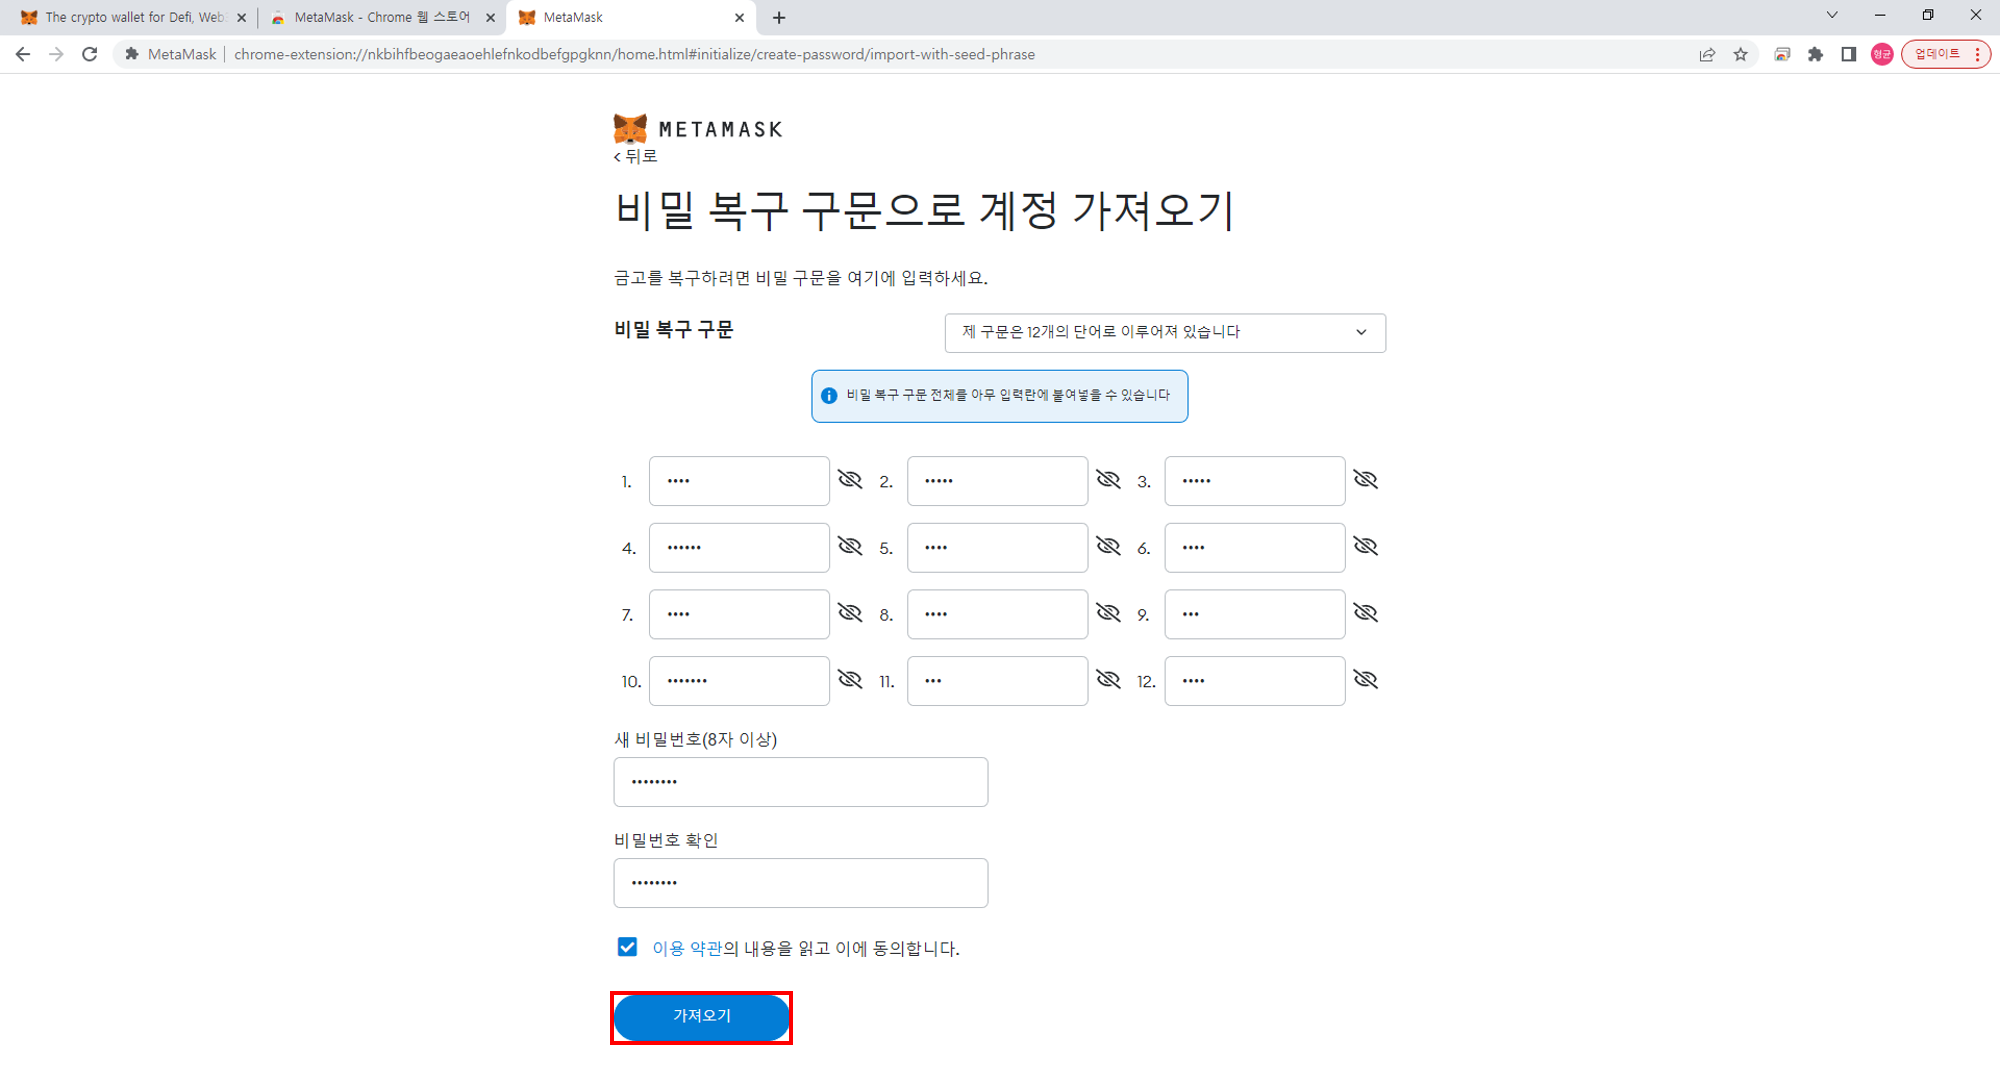 The crypto wallet for Defi, Web3
MetaMask - Chrome 웹 스토어
MetaMask
MetaMask | chrome-extension://nkbihfbeogaeaoehlefnkodbefgpgknn/home.html#initialize/create-password/import-with-seed-phrase
형균
업데이트
METAMASK
< 뒤로
비밀 복구 구문으로 계정 가져오기
금고를 복구하려면 비밀 구문을 여기에 입력하세요.
비밀 복구 구문
제 구문은 12개의 단어로 이루어져 있습니다
비밀 복구 구문 전체를 아무 입력란에 붙여넣을 수 있습니다
1. •••• 2. ••••• 3. •••••
4. •••••• 5. •••• 6. ••••
7. •••• 8. •••• 9. •••
10. ••••••• 11. ••• 12. ••••
새 비밀번호(8자 이상)
••••••••
비밀번호 확인
••••••••
이용 약관의 내용을 읽고 이에 동의합니다.
가져오기